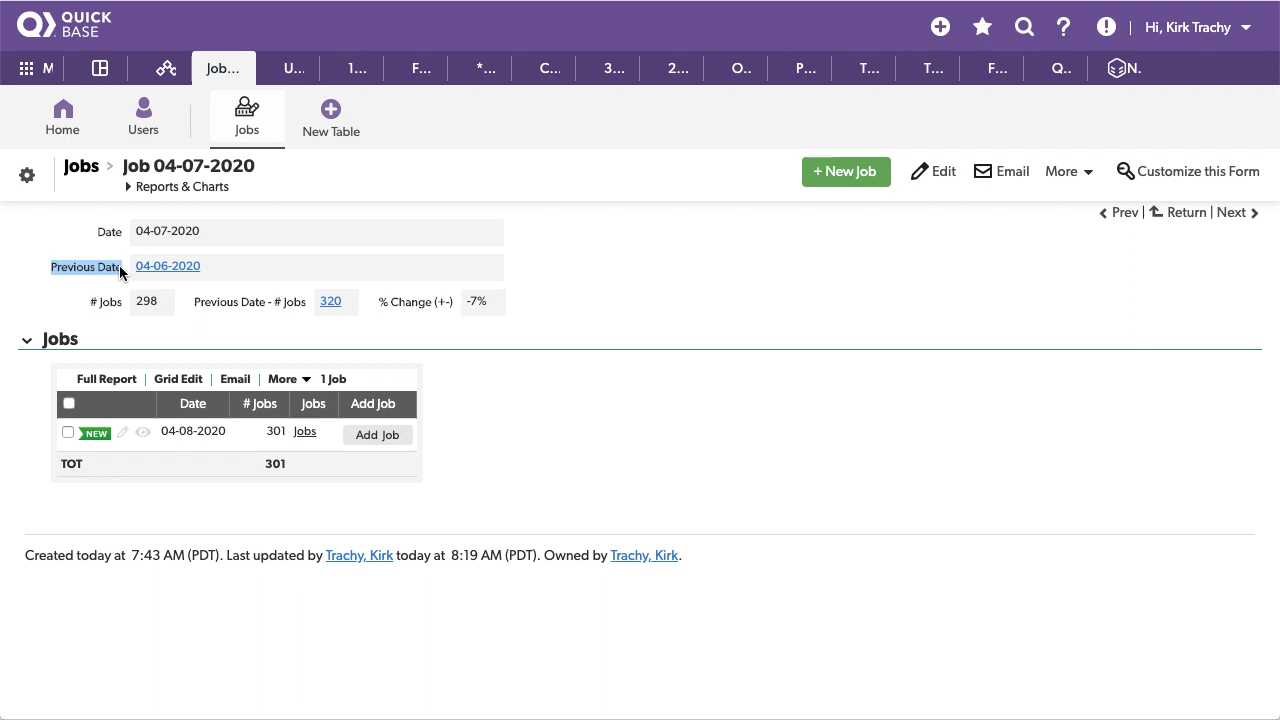 QUICK
BASE
Hi, Kirk Trachy
M
Job...
U..
1...
F...
*...
C...
3...
2...
O..
P...
T...
T...
F...
Q..
N.
Home
Users
Jobs
New Table
Jobs > Job 04-07-2020
Reports & Charts
+ New Job
Edit
Email
More
Customize this Form
Prev | Return | Next
Date 04-07-2020
Previous Date 04-06-2020
# Jobs 298 Previous Date - # Jobs 320 % Change (+-) -7%
Jobs
Full Report | Grid Edit | Email | More 1 Job
Date # Jobs Jobs Add Job
NEW 04-08-2020 301 Jobs Add Job
TOT 301
Created today at 7:43 AM (PDT). Last updated by Trachy, Kirk today at 8:19 AM (PDT). Owned by Trachy, Kirk.